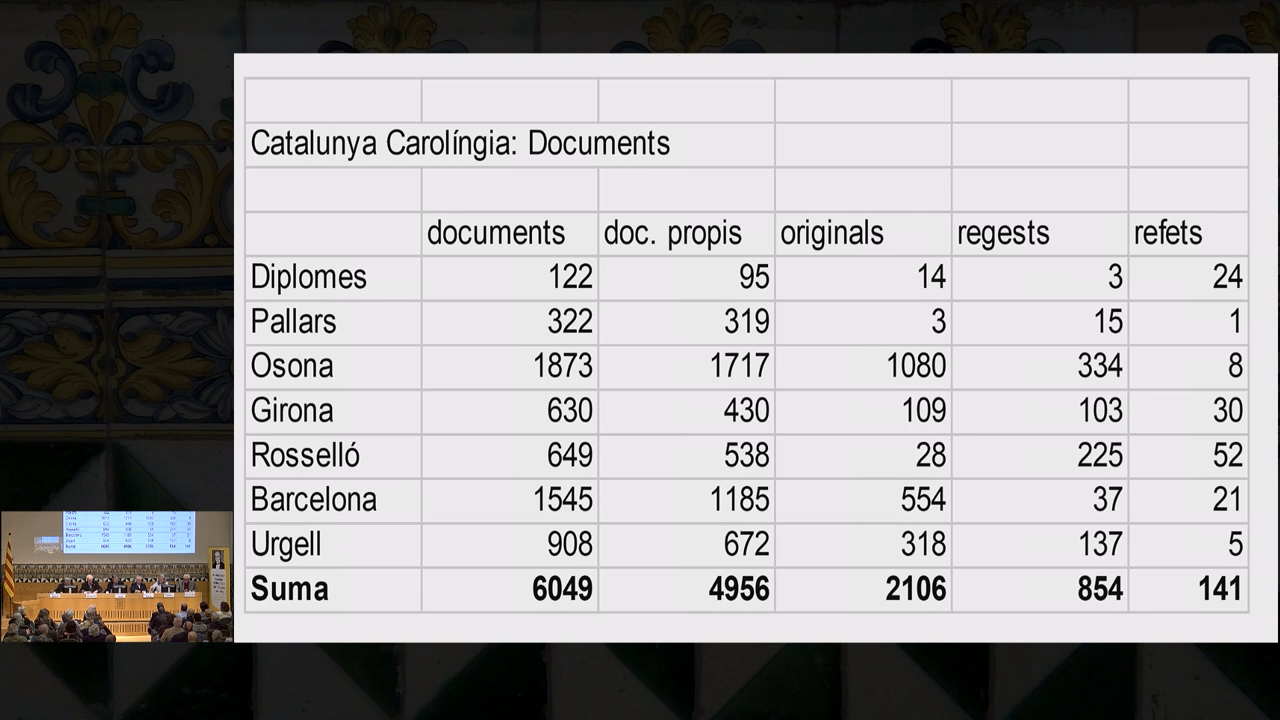 Catalunya Carolíngia: Documents
documents doc. propis originals regests refets
Diplomes 122 95 14 3 24
Pallars 322 319 3 15 1
Osona 1873 1717 1080 334 8
Girona 630 430 109 103 30
Rosselló 649 538 28 225 52
Barcelona 1545 1185 554 37 21
Urgell 908 672 318 137 5
Suma 6049 4956 2106 854 141